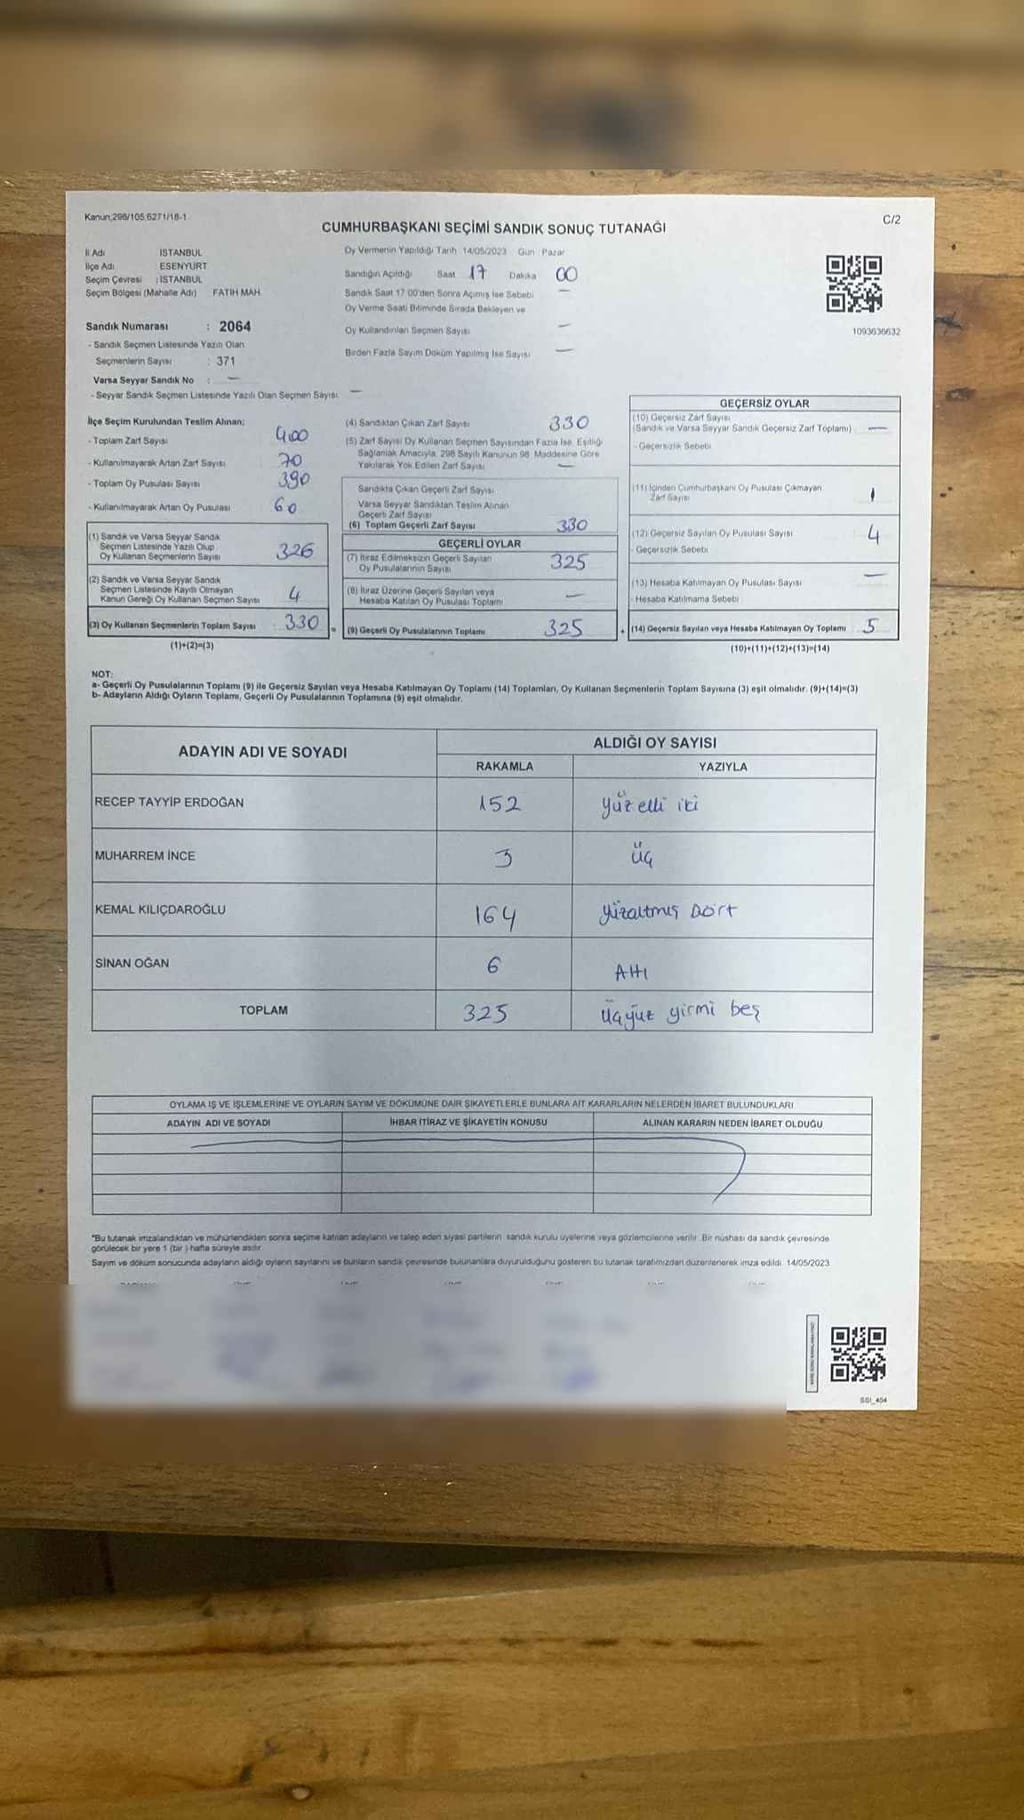 Kanun;298/105.6271/18-1
C/2
CUMHURBAŞKANI SEÇİMİ SANDIK SONUÇ TUTANAĞI
İl Adı İSTANBUL
İlçe Adı ESENYURT
Seçim Çevresi : İSTANBUL
Seçim Bölgesi (Mahalle Adı) FATİH MAH.
Oy Vermenin Yapıldığı Tarih 14/05/2023 Gün Pazar
Sandığın Açıldığı Saat 17 Dakika 00
Sandık Saat 17 00'den Sonra Açılmış İse Sebebi —
Oy Verme Saati Bitiminde Sırada Bekleyen ve
Oy Kullandırılan Seçmen Sayısı —
Birden Fazla Sayım Döküm Yapılmış İse Sayısı —
1093636632
Sandık Numarası : 2064
- Sandık Seçmen Listesinde Yazılı Olan
Seçmenlerin Sayısı : 371
Varsa Seyyar Sandık No : —
- Seyyar Sandık Seçmen Listesinde Yazılı Olan Seçmen Sayısı: —
İlçe Seçim Kurulundan Teslim Alınan;
- Toplam Zarf Sayısı 400
- Kullanılmayarak Artan Zarf Sayısı 70
- Toplam Oy Pusulası Sayısı 390
- Kullanılmayarak Artan Oy Pusulası 60
(1) Sandık ve Varsa Seyyar Sandık
Seçmen Listesinde Yazılı Olup
Oy Kullanan Seçmenlerin Sayısı 326
(2) Sandık ve Varsa Seyyar Sandık
Seçmen Listesinde Kayıtlı Olmayan
Kanun Gereği Oy Kullanan Seçmen Sayısı 4
(3) Oy Kullanan Seçmenlerin Toplam Sayısı 330
(1)+(2)=(3)
(4) Sandıktan Çıkan Zarf Sayısı 330
(5) Zarf Sayısı Oy Kullanan Seçmen Sayısından Fazla İse, Eşitliği
Sağlamak Amacıyla, 298 Sayılı Kanunun 98. Maddesine Göre
Yakılarak Yok Edilen Zarf Sayısı —
Sandıkta Çıkan Geçerli Zarf Sayısı
Varsa Seyyar Sandıktan Teslim Alınan
Geçerli Zarf Sayısı
(6) Toplam Geçerli Zarf Sayısı 330
GEÇERLİ OYLAR
(7) İtiraz Edilmeksizin Geçerli Sayılan
Oy Pusulalarının Sayısı 325
(8) İtiraz Üzerine Geçerli Sayılan veya
Hesaba Katılan Oy Pusulası Toplamı —
= (9) Geçerli Oy Pusulalarının Toplamı 325
GEÇERSİZ OYLAR
(10) Geçersiz Zarf Sayısı
(Sandık ve Varsa Seyyar Sandık Geçersiz Zarf Toplamı) —
- Geçersizlik Sebebi
(11) İçinden Cumhurbaşkanı Oy Pusulası Çıkmayan
Zarf Sayısı 1
(12) Geçersiz Sayılan Oy Pusulası Sayısı 4
- Geçersizlik Sebebi
(13) Hesaba Katılmayan Oy Pusulası Sayısı —
- Hesaba Katılmama Sebebi
+ (14) Geçersiz Sayılan veya Hesaba Katılmayan Oy Toplamı 5
(10)+(11)+(12)+(13)=(14)
NOT:
a- Geçerli Oy Pusulalarının Toplamı (9) ile Geçersiz Sayılan veya Hesaba Katılmayan Oy Toplamı (14) Toplamları, Oy Kullanan Seçmenlerin Toplam Sayısına (3) eşit olmalıdır. (9)+(14)=(3)
b- Adayların Aldığı Oyların Toplamı, Geçerli Oy Pusulalarının Toplamına (9) eşit olmalıdır.
ADAYIN ADI VE SOYADI
ALDIĞI OY SAYISI
RAKAMLA YAZIYLA
RECEP TAYYİP ERDOĞAN 152 yüz elli iki
MUHARREM İNCE 3 üç
KEMAL KILIÇDAROĞLU 164 yüzaltmış Dört
SİNAN OĞAN 6 Altı
TOPLAM 325 üçyüz yirmi beş
OYLAMA İŞ VE İŞLEMLERİNE VE OYLARIN SAYIM VE DÖKÜMÜNE DAİR ŞİKAYETLERLE BUNLARA AİT KARARLARIN NELERDEN İBARET BULUNDUKLARI
ADAYIN ADI VE SOYADI İHBAR İTİRAZ VE ŞİKAYETİN KONUSU ALINAN KARARIN NEDEN İBARET OLDUĞU
"Bu tutanak imzalandıktan ve mühürlendikten sonra seçime katılan adayların ve talep eden siyasi partilerin sandık kurulu üyelerine veya gözlemcilerine verilir. Bir nüshası da sandık çevresinde
görülecek bir yere 1 (bir ) hafta süreyle asılır.
Sayım ve döküm sonucunda adayların aldığı oyların sayılarını ve bunların sandık çevresinde bulunanlara duyurulduğunu gösteren bu tutanak tarafımızdan düzenlenerek imza edildi. 14/05/2023
SSI_404